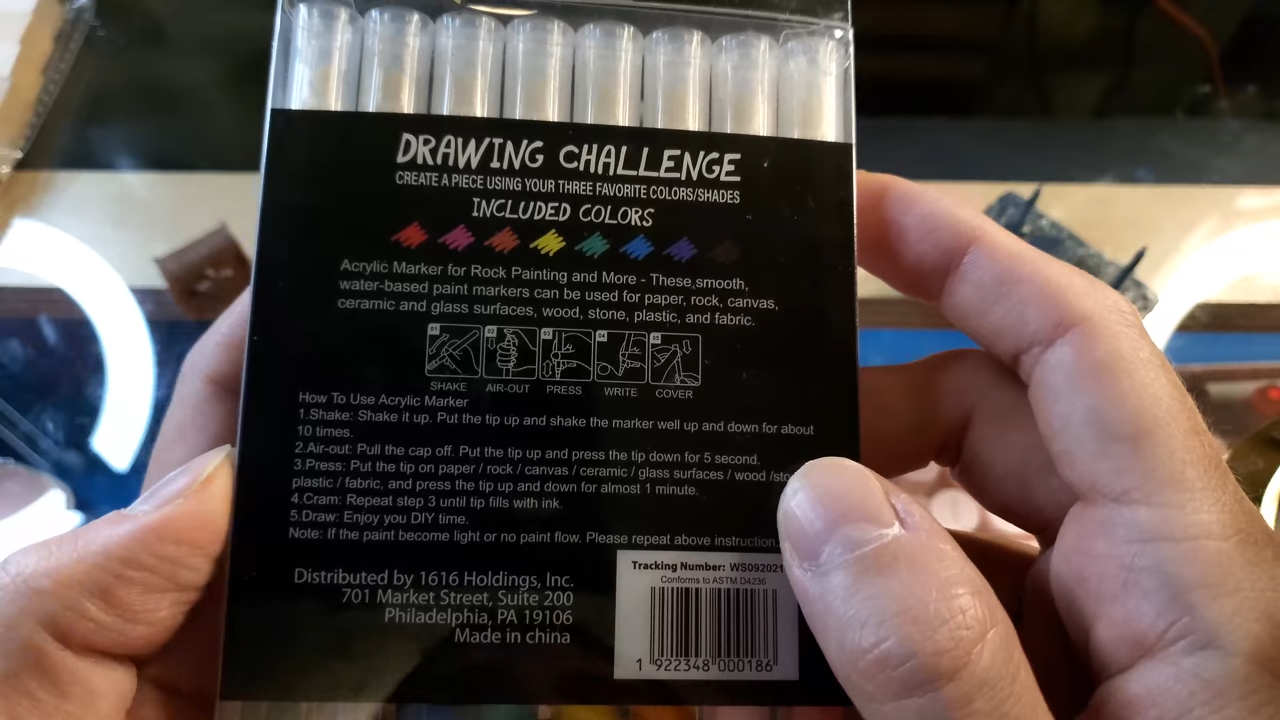 DRAWING CHALLENGE
CREATE A PIECE USING YOUR THREE FAVORITE COLORS/SHADES
INCLUDED COLORS
Acrylic Marker for Rock Painting and More - These,smooth,
water-based paint markers can be used for paper, rock, canvas,
ceramic and glass surfaces, wood, stone, plastic, and fabric.
01 02 03 04 05
SHAKE AIR-OUT PRESS WRITE COVER
How To Use Acrylic Marker
1.Shake: Shake it up. Put the tip up and shake the marker well up and down for about
10 times.
2.Air-out: Pull the cap off. Put the tip up and press the tip down for 5 second.
3.Press: Put the tip on paper / rock / canvas / ceramic / glass surfaces / wood
plastic / fabric, and press the tip up and down for almost 1 minute.
4.Cram: Repeat step 3 until tip fills with ink.
5.Draw: Enjoy you DIY time.
Note: If the paint become light or no paint flow. Please repeat above instruction.
Distributed by 1616 Holdings, Inc.
701 Market Street, Suite 200
Philadelphia, PA 19106
Made in china
Tracking Number: WS092021
Conforms to ASTM D4236
1 922348 000186